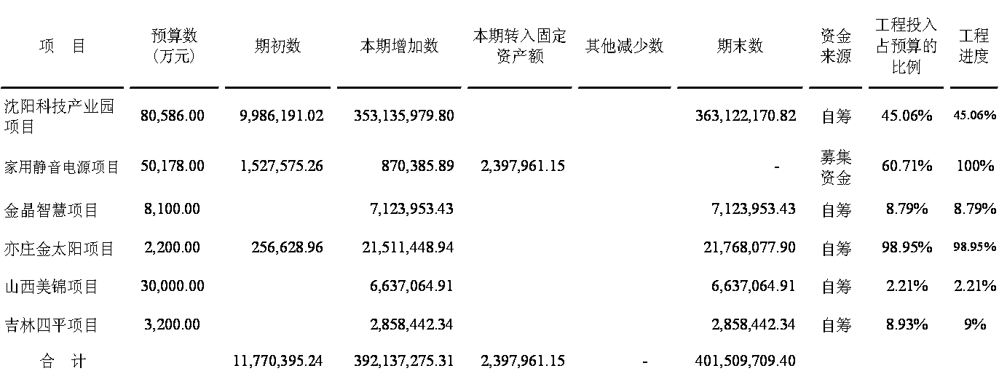 项 目 预算数(万元) 期初数 本期增加数 本期转入固定资产额 其他减少数 期末数 资金来源 工程投入占预算的比例 工程进度
沈阳科技产业园项目 80,586.00 9,986,191.02 353,135,979.80 363,122,170.82 自筹 45.06% 45.06%
家用静音电源项目 50,178.00 1,527,575.26 870,385.89 2,397,961.15 - 募集资金 60.71% 100%
金晶智慧项目 8,100.00 7,123,953.43 7,123,953.43 自筹 8.79% 8.79%
亦庄金太阳项目 2,200.00 256,628.96 21,511,448.94 21,768,077.90 自筹 98.95% 98.95%
山西美锦项目 30,000.00 6,637,064.91 6,637,064.91 自筹 2.21% 2.21%
吉林四平项目 3,200.00 2,858,442.34 2,858,442.34 自筹 8.93% 9%
合 计 11,770,395.24 392,137,275.31 2,397,961.15 - 401,509,709.40